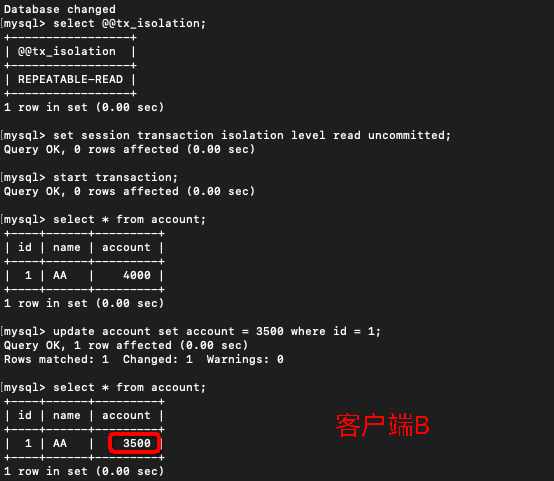 Database changed
[mysql> select @@tx_isolation;
+-----------------+
| @@tx_isolation  |
+-----------------+
| REPEATABLE-READ |
+-----------------+
1 row in set (0.00 sec)
[mysql> set session transaction isolation level read uncommitted;
Query OK, 0 rows affected (0.00 sec)
[mysql> start transaction;
Query OK, 0 rows affected (0.00 sec)
[mysql> select * from account;
+----+------+---------+
| id | name | account |
+----+------+---------+
|  1 | AA   |    4000 |
+----+------+---------+
1 row in set (0.00 sec)
[mysql> update account set account = 3500 where id = 1;
Query OK, 1 row affected (0.00 sec)
Rows matched: 1  Changed: 1  Warnings: 0
[mysql> select * from account;
+----+------+---------+
| id | name | account |
+----+------+---------+
|  1 | AA   |    3500 |
+----+------+---------+
1 row in set (0.00 sec)
客户端B